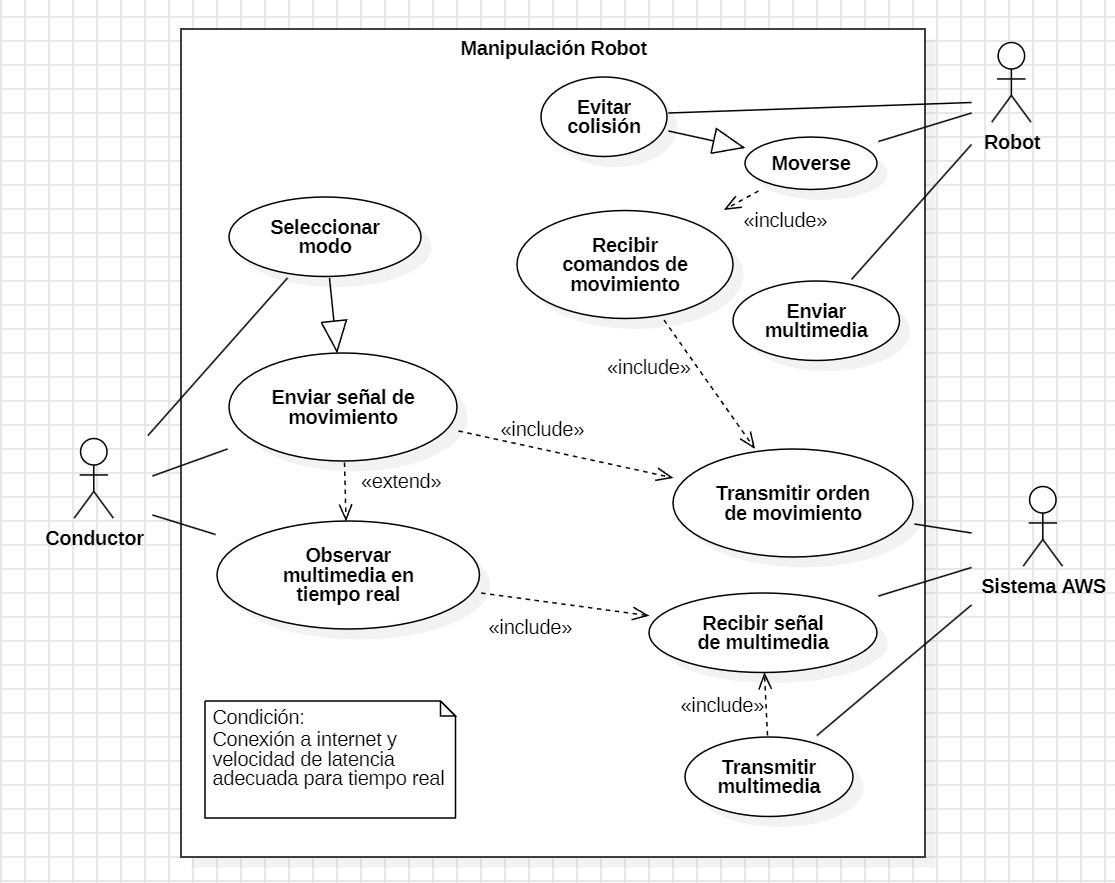 Manipulación Robot
Evitar
colisión
Robot
Moverse
«include»
Seleccionar
modo
Recibir
comandos de
movimiento
Enviar
multimedia
«include»
Enviar señal de
movimiento
«include»
«extend»
Transmitir orden
de movimiento
Conductor
Observar
multimedia en
tiempo real
Sistema AWS
«include»
Recibir señal
de multimedia
«include»
Condición:
Conexión a internet y
velocidad de latencia
adecuada para tiempo real
Transmitir
multimedia